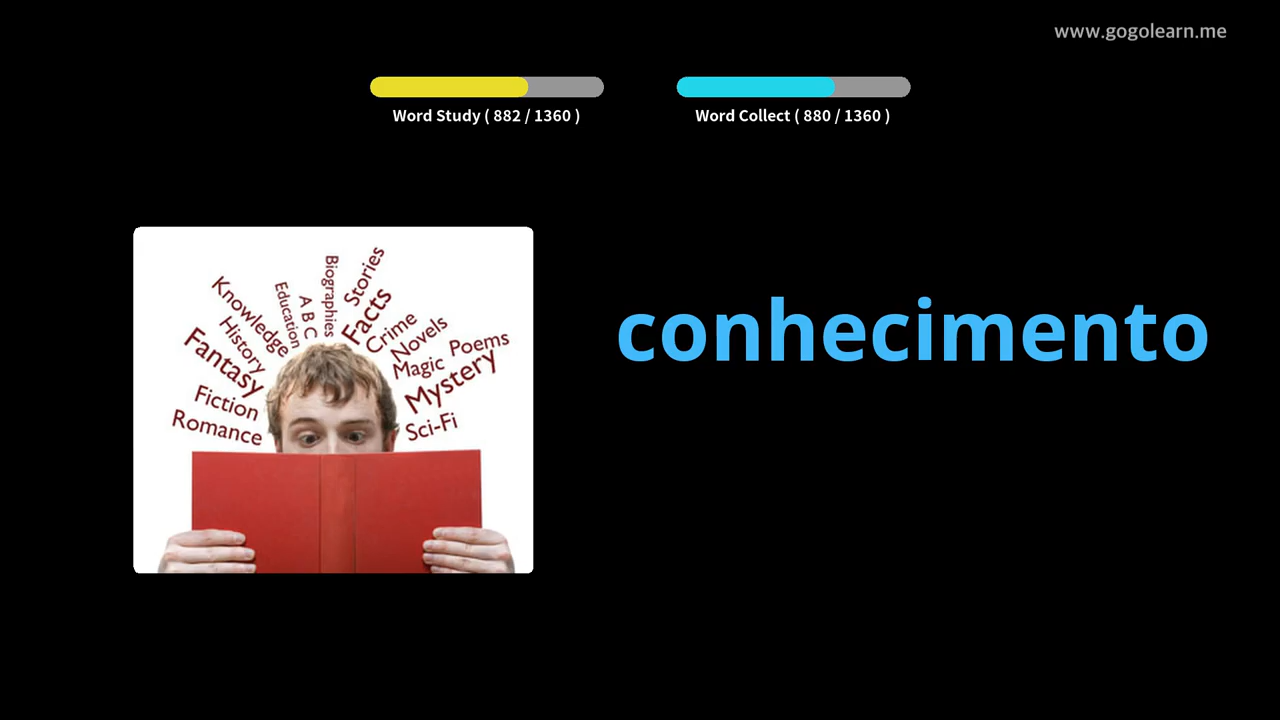 www.gogolearn.me
Word Study ( 882 / 1360 )
Word Collect ( 880 / 1360 )
Biographies
Stories
Knowledge
Education
A B C
Facts
History
Crime
Novels
Fantasy
Magic
Poems
Mystery
Fiction
Romance
Sci-Fi
conhecimento